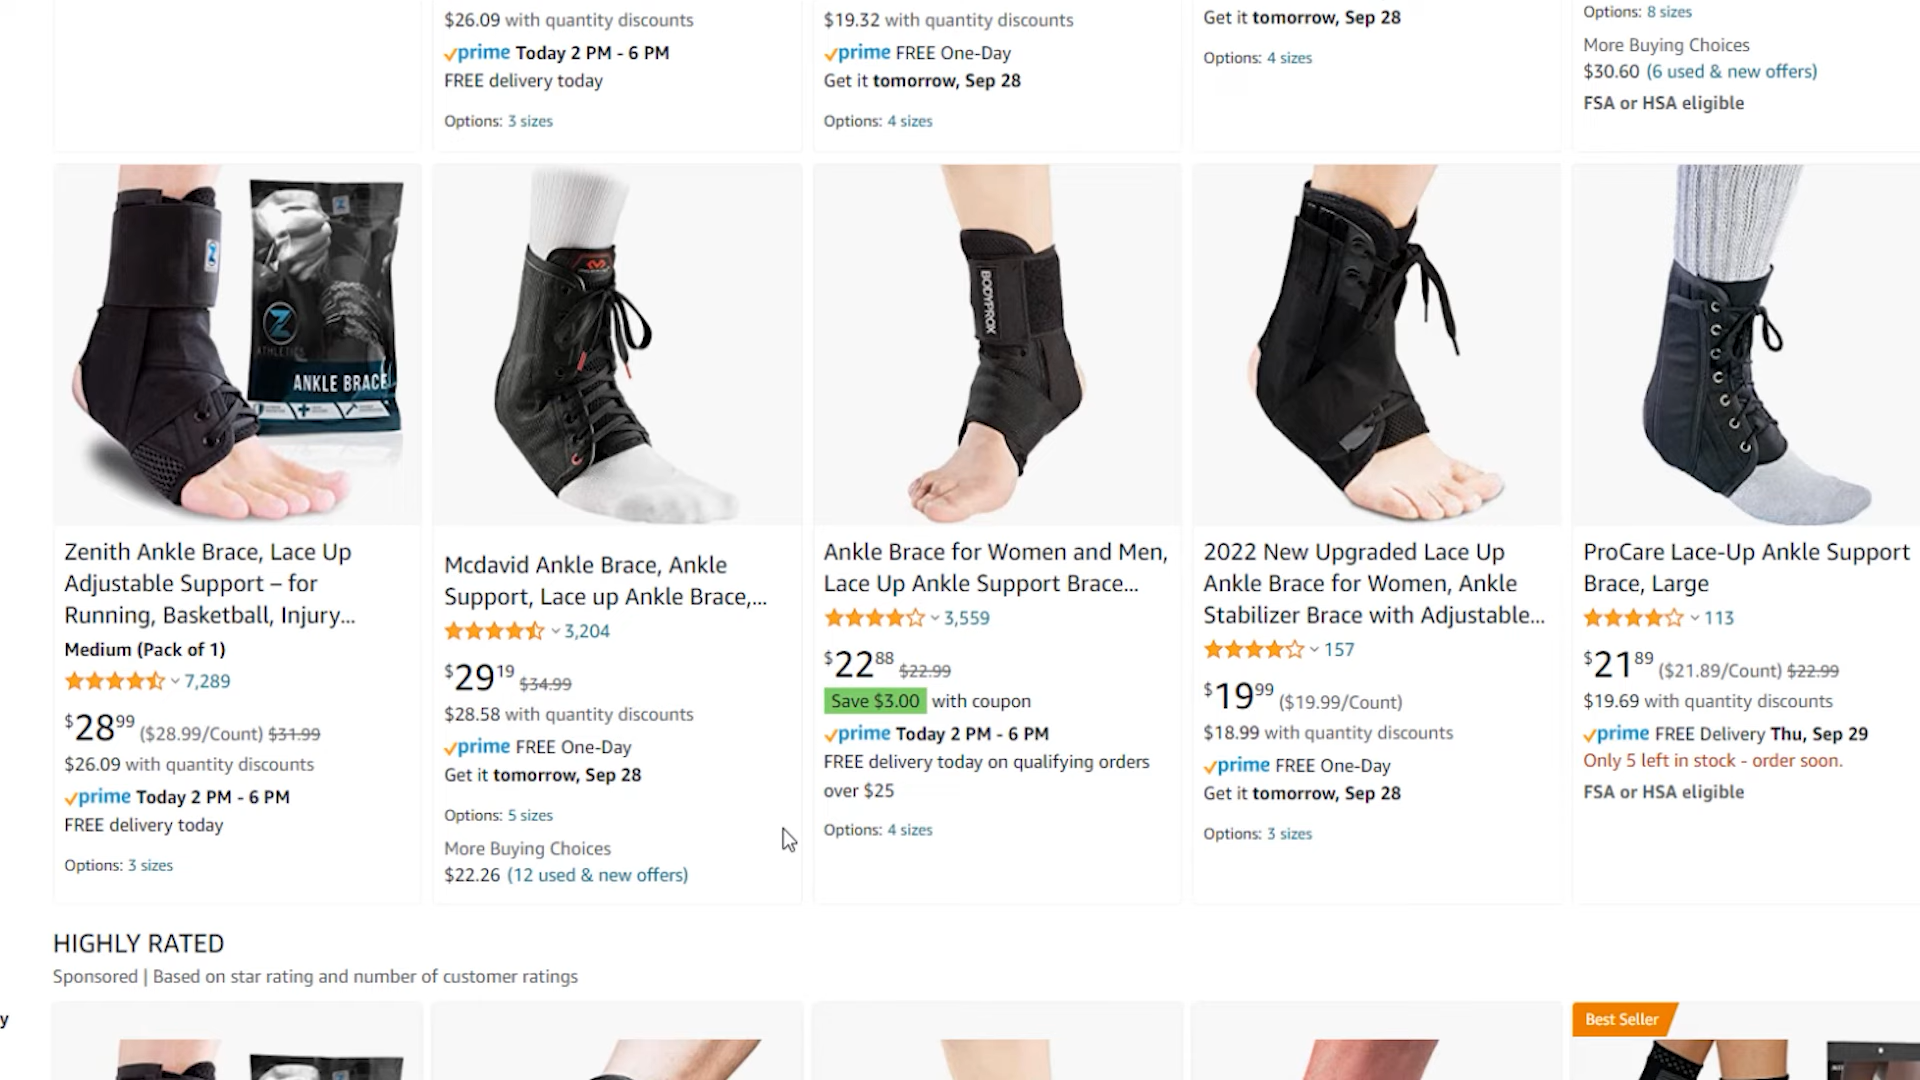 $26.09 with quantity discounts
prime Today 2 PM - 6 PM
FREE delivery today
Options: 3 sizes
$19.32 with quantity discounts
prime FREE One-Day
Get it tomorrow, Sep 28
Options: 4 sizes
Get it tomorrow, Sep 28
Options: 4 sizes
Options: 8 sizes
More Buying Choices
$30.60 (6 used & new offers)
FSA or HSA eligible
Z
ATHLETICS
ANKLE BRACE
BODYPROX
Zenith Ankle Brace, Lace Up
Adjustable Support – for
Running, Basketball, Injury...
Medium (Pack of 1)
7,289
$28.99 ($28.99/Count) $31.99
$26.09 with quantity discounts
prime Today 2 PM - 6 PM
FREE delivery today
Options: 3 sizes
Mcdavid Ankle Brace, Ankle
Support, Lace up Ankle Brace,...
3,204
$29.19 $34.99
$28.58 with quantity discounts
prime FREE One-Day
Get it tomorrow, Sep 28
Options: 5 sizes
More Buying Choices
$22.26 (12 used & new offers)
Ankle Brace for Women and Men,
Lace Up Ankle Support Brace...
3,559
$22.88 $22.99
Save $3.00 with coupon
prime Today 2 PM - 6 PM
FREE delivery today on qualifying orders
over $25
Options: 4 sizes
2022 New Upgraded Lace Up
Ankle Brace for Women, Ankle
Stabilizer Brace with Adjustable...
157
$19.99 ($19.99/Count)
$18.99 with quantity discounts
prime FREE One-Day
Get it tomorrow, Sep 28
Options: 3 sizes
ProCare Lace-Up Ankle Support
Brace, Large
113
$21.89 ($21.89/Count) $22.99
$19.69 with quantity discounts
prime FREE Delivery Thu, Sep 29
Only 5 left in stock - order soon.
FSA or HSA eligible
HIGHLY RATED
Sponsored | Based on star rating and number of customer ratings
y
Best Seller